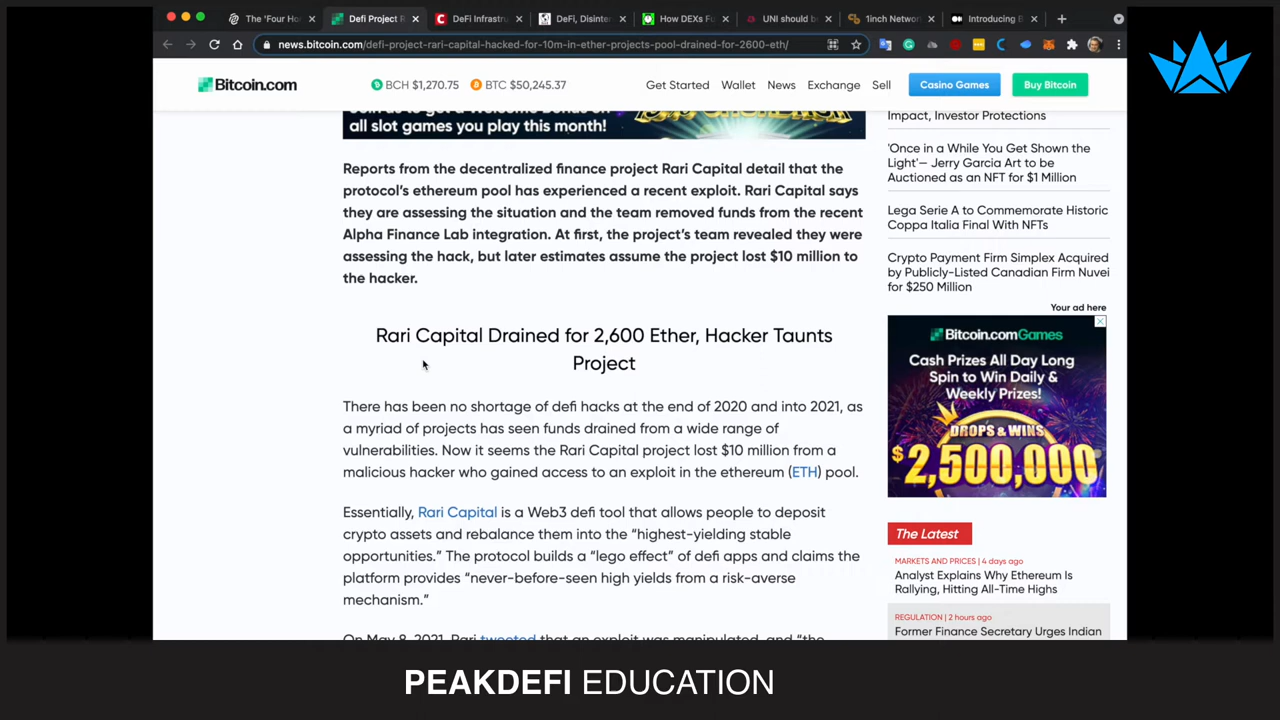 The 'Four Ho
Defi Project R
DeFi Infrastru
DeFi, Disinter
How DEXs Fu
UNI should be
1inch Networ
Introducing B
news.bitcoin.com/defi-project-rari-capital-hacked-for-10m-in-ether-projects-pool-drained-for-2600-eth/
Bitcoin.com
BCH $1,270.75
BTC $50,245.37
Get Started
Wallet
News
Exchange
Sell
Casino Games
Buy Bitcoin
all slot games you play this month!
Reports from the decentralized finance project Rari Capital detail that the
protocol's ethereum pool has experienced a recent exploit. Rari Capital says
they are assessing the situation and the team removed funds from the recent
Alpha Finance Lab integration. At first, the project's team revealed they were
assessing the hack, but later estimates assume the project lost $10 million to
the hacker.
Rari Capital Drained for 2,600 Ether, Hacker Taunts
Project
There has been no shortage of defi hacks at the end of 2020 and into 2021, as
a myriad of projects has seen funds drained from a wide range of
vulnerabilities. Now it seems the Rari Capital project lost $10 million from a
malicious hacker who gained access to an exploit in the ethereum (ETH) pool.
Essentially, Rari Capital is a Web3 defi tool that allows people to deposit
crypto assets and rebalance them into the "highest-yielding stable
opportunities." The protocol builds a "lego effect" of defi apps and claims the
platform provides "never-before-seen high yields from a risk-averse
mechanism."
On May 8, 2021, Rari tweeted that an exploit was manipulated, and "the
Impact, Investor Protections
'Once in a While You Get Shown the
Light'— Jerry Garcia Art to be
Auctioned as an NFT for $1 Million
Lega Serie A to Commemorate Historic
Coppa Italia Final With NFTs
Crypto Payment Firm Simplex Acquired
by Publicly-Listed Canadian Firm Nuvei
for $250 Million
Your ad here
Bitcoin.comGames
Cash Prizes All Day Long
Spin to Win Daily &
Weekly Prizes!
DROPS & WINS
$2,500,000
The Latest
MARKETS AND PRICES | 4 days ago
Analyst Explains Why Ethereum Is
Rallying, Hitting All-Time Highs
REGULATION | 2 hours ago
Former Finance Secretary Urges Indian
PEAKDEFI EDUCATION